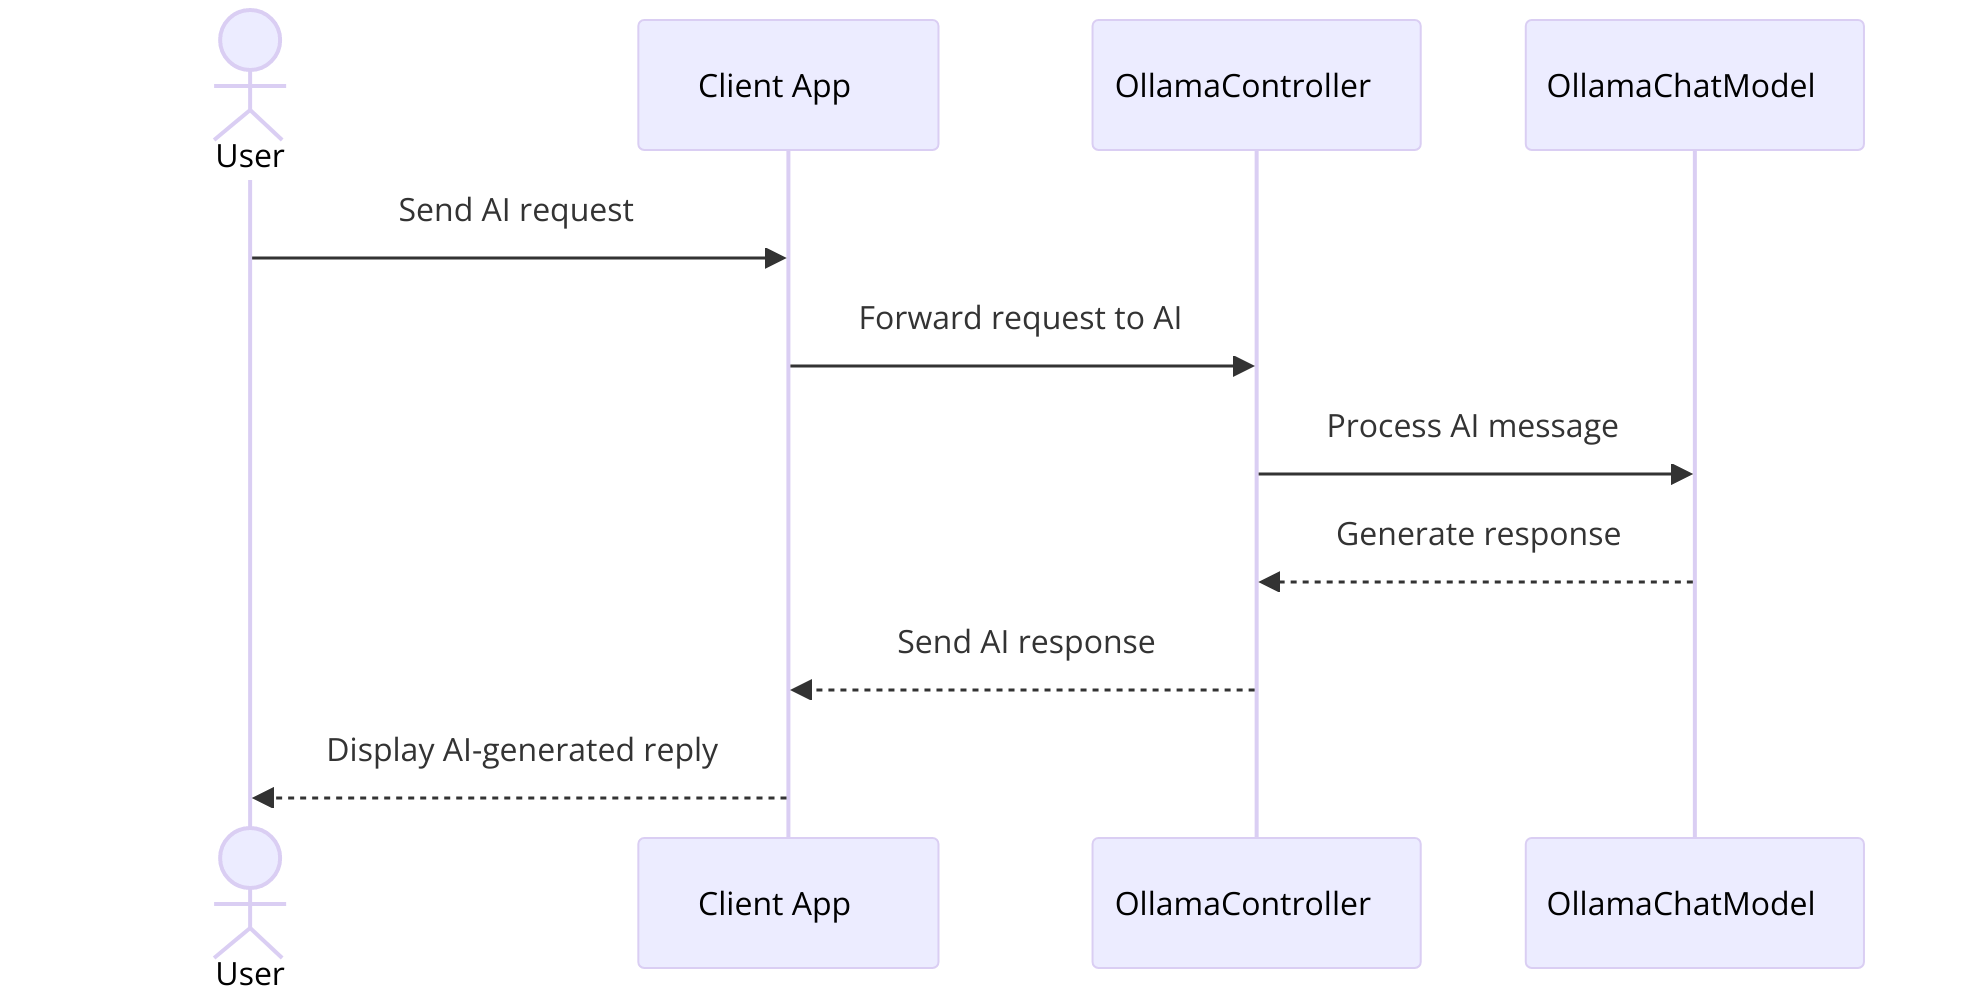 User
Client App
OllamaController
OllamaChatModel
Send AI request
Forward request to AI
Process AI message
Generate response
Send AI response
Display AI-generated reply
User
Client App
OllamaController
OllamaChatModel